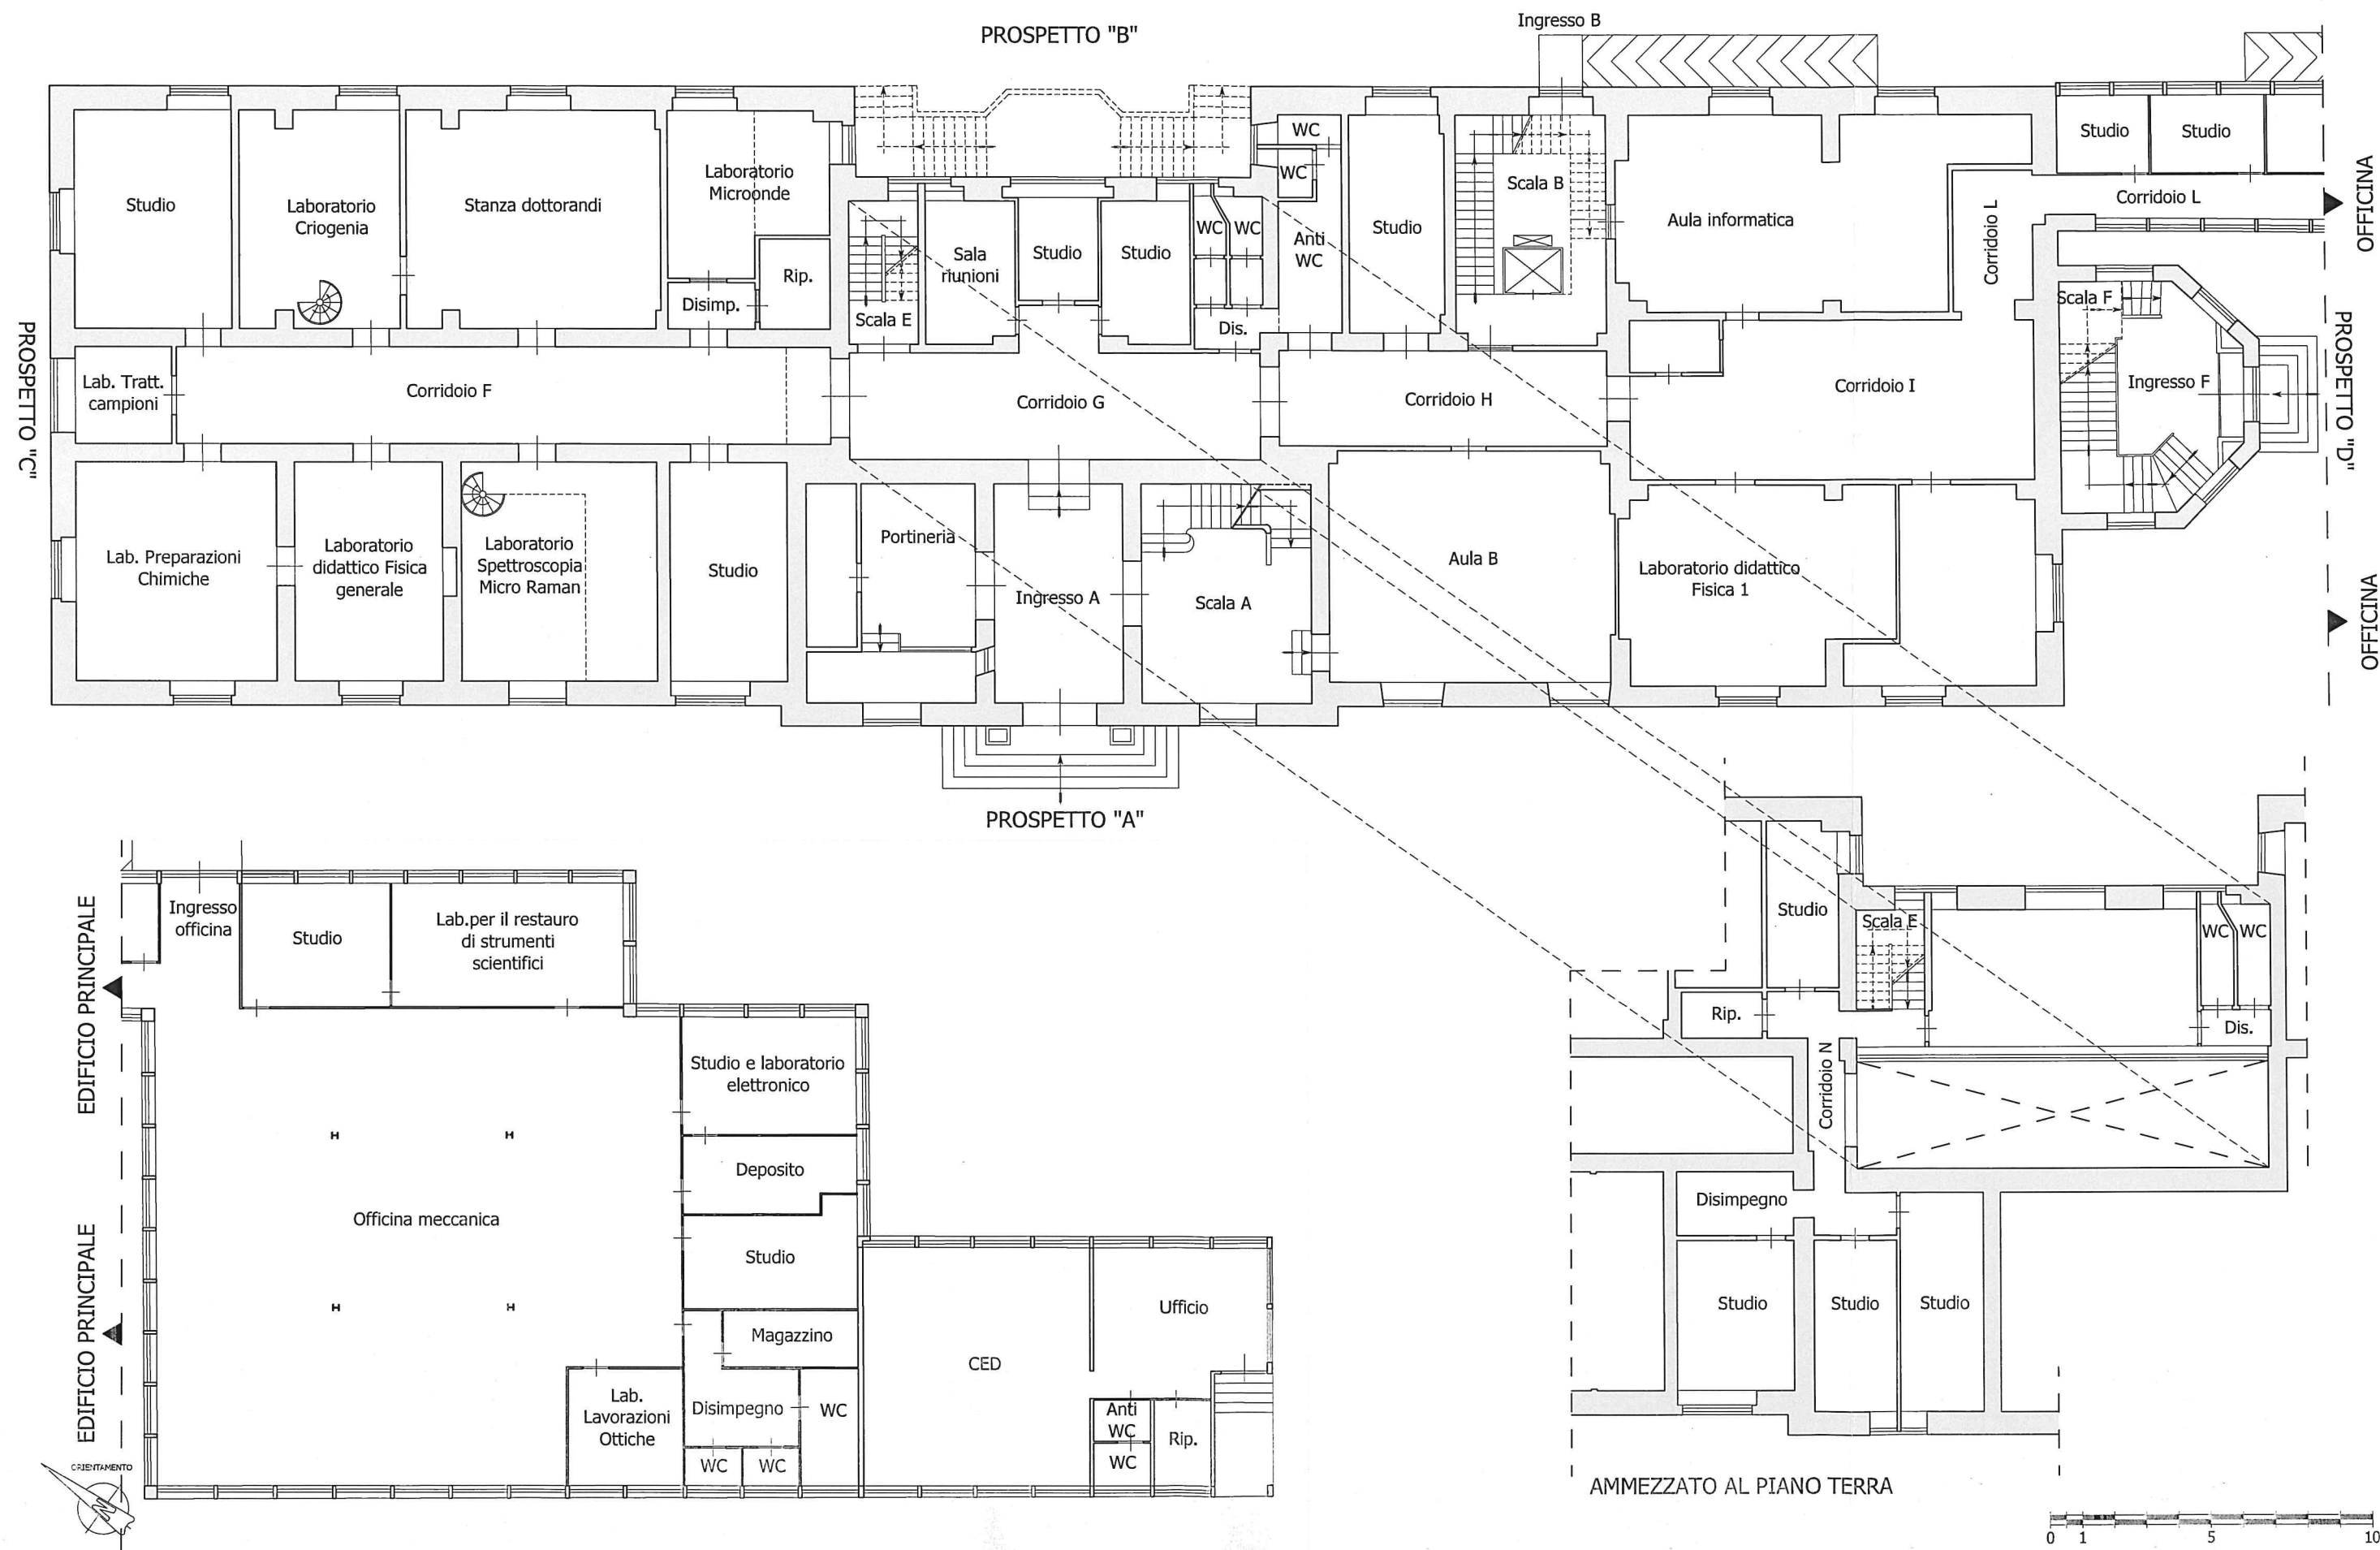 Ingresso B
PROSPETTO "B"
Studio
Laboratorio
Criogenia
Stanza dottorandi
Laboratorio
Microonde
Rip.
Disimp.
Scala E
Sala
riunioni
Studio
Studio
WC
WC
WC
WC
Dis.
Anti
WC
Studio
Scala B
Aula informatica
Corridoio L
Studio
Studio
Corridoio L
OFFICINA
Scala F
Ingresso F
PROSPETTO "D"
OFFICINA
PROSPETTO "C"
Lab. Tratt.
campioni
Corridoio F
Corridoio G
Corridoio H
Corridoio I
Lab. Preparazioni
Chimiche
Laboratorio
didattico Fisica
generale
Laboratorio
Spettroscopia
Micro Raman
Studio
Portineria
Ingresso A
Scala A
Aula B
Laboratorio didattico
Fisica 1
PROSPETTO "A"
EDIFICIO PRINCIPALE
EDIFICIO PRINCIPALE
Ingresso
officina
Studio
Lab.per il restauro
di strumenti
scientifici
Studio e laboratorio
elettronico
Deposito
Officina meccanica
Studio
Magazzino
Lab.
Lavorazioni
Ottiche
Disimpegno
WC
WC
WC
CED
Ufficio
Anti
WC
WC
Rip.
ORIENTAMENTO
N
Studio
Scala E
WC
WC
Rip.
Dis.
Corridoio N
Disimpegno
Studio
Studio
Studio
AMMEZZATO AL PIANO TERRA
0 1 5 10